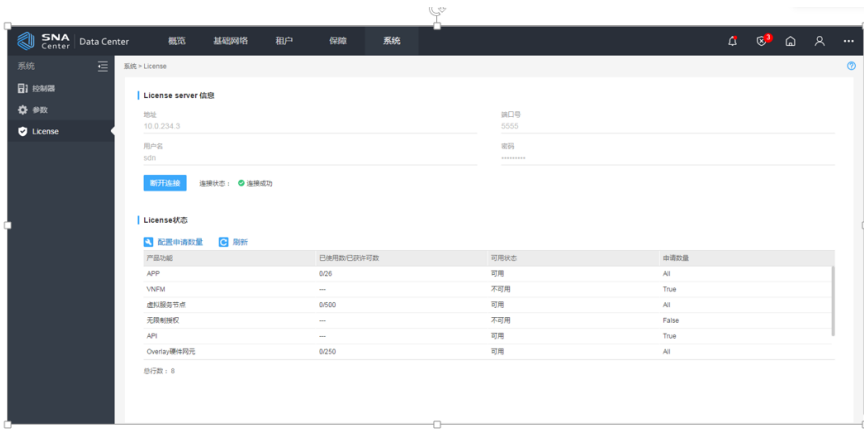 SNA Center Data Center 概览 基础网络 租户 保障 系统 3
系统
控制器
参数
License
系统 > License
License server 信息
地址 端口号
10.0.234.3 5555
用户名 密码
sdn ·········
断开连接 连接状态： 连接成功
License状态
配置申请数量 刷新
产品功能 已使用数/已获许可数 可用状态 申请数量
APP 0/26 可用 All
VNFM --- 不可用 True
虚拟服务节点 0/500 可用 All
无限制授权 --- 不可用 False
API --- 可用 True
Overlay硬件网元 0/250 可用 All
总行数：8